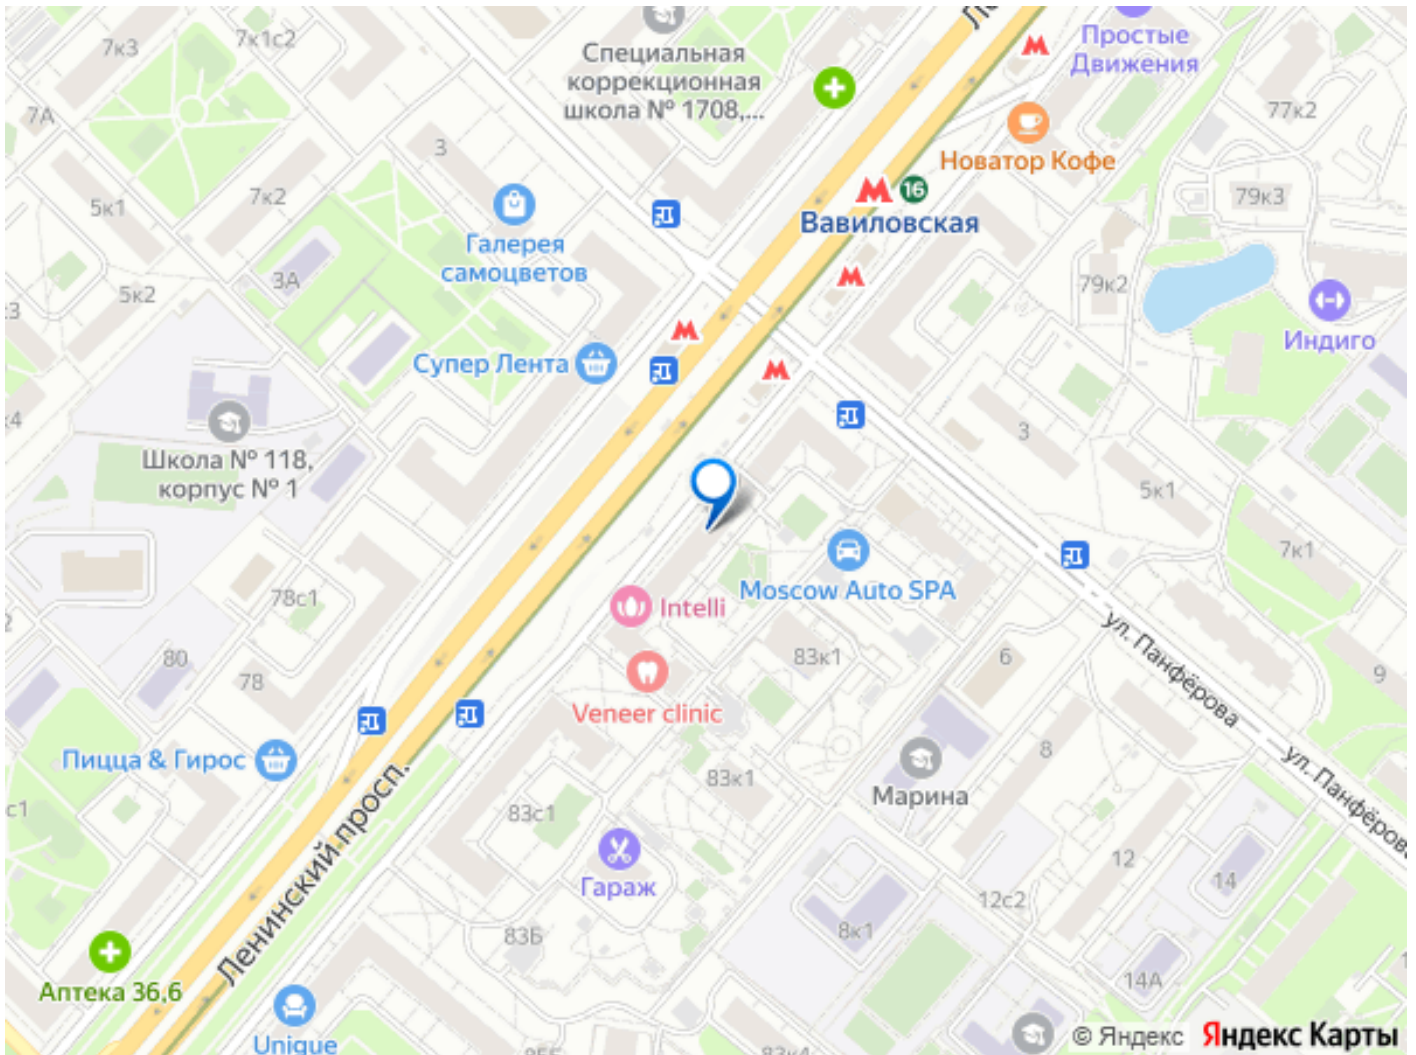 7к3
7к1с2
Специальная
коррекционная
школа № 1708,...
М
Простые
Движения
77к2
7А
3
Новатор Кофе
79к3
7к2
5к1
М 16
Вавиловская
Галерея
самоцветов
3А
М
79к2
5к2
Индиго
М
Супер Лента
М
3
Школа № 118,
корпус № 1
5к1
7к1
Moscow Auto SPA
78с1
Intelli
ул. Панфёрова
80
78
83к1
6
9
Veneer clinic
Пицца & Гирос
8
ул. Панфёрова
83к1
Марина
83с1
Ленинский просп.
Гараж
12
14
12с2
83Б
8к1
Аптека 36,6
14А
Unique
© Яндекс Яндекс Карты